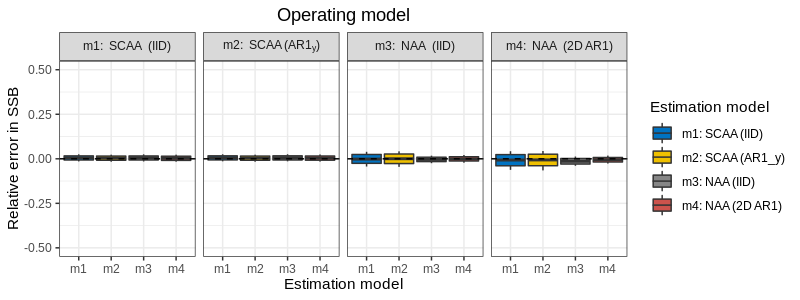 Operating model
m1: SCAA (IID)
m2: SCAA (AR1y)
m3: NAA (IID)
m4: NAA (2D AR1)
Relative error in SSB
0.50
0.25
0.00
-0.25
-0.50
m1 m2 m3 m4
m1 m2 m3 m4
m1 m2 m3 m4
m1 m2 m3 m4
Estimation model
Estimation model
m1: SCAA (IID)
m2: SCAA (AR1_y)
m3: NAA (IID)
m4: NAA (2D AR1)